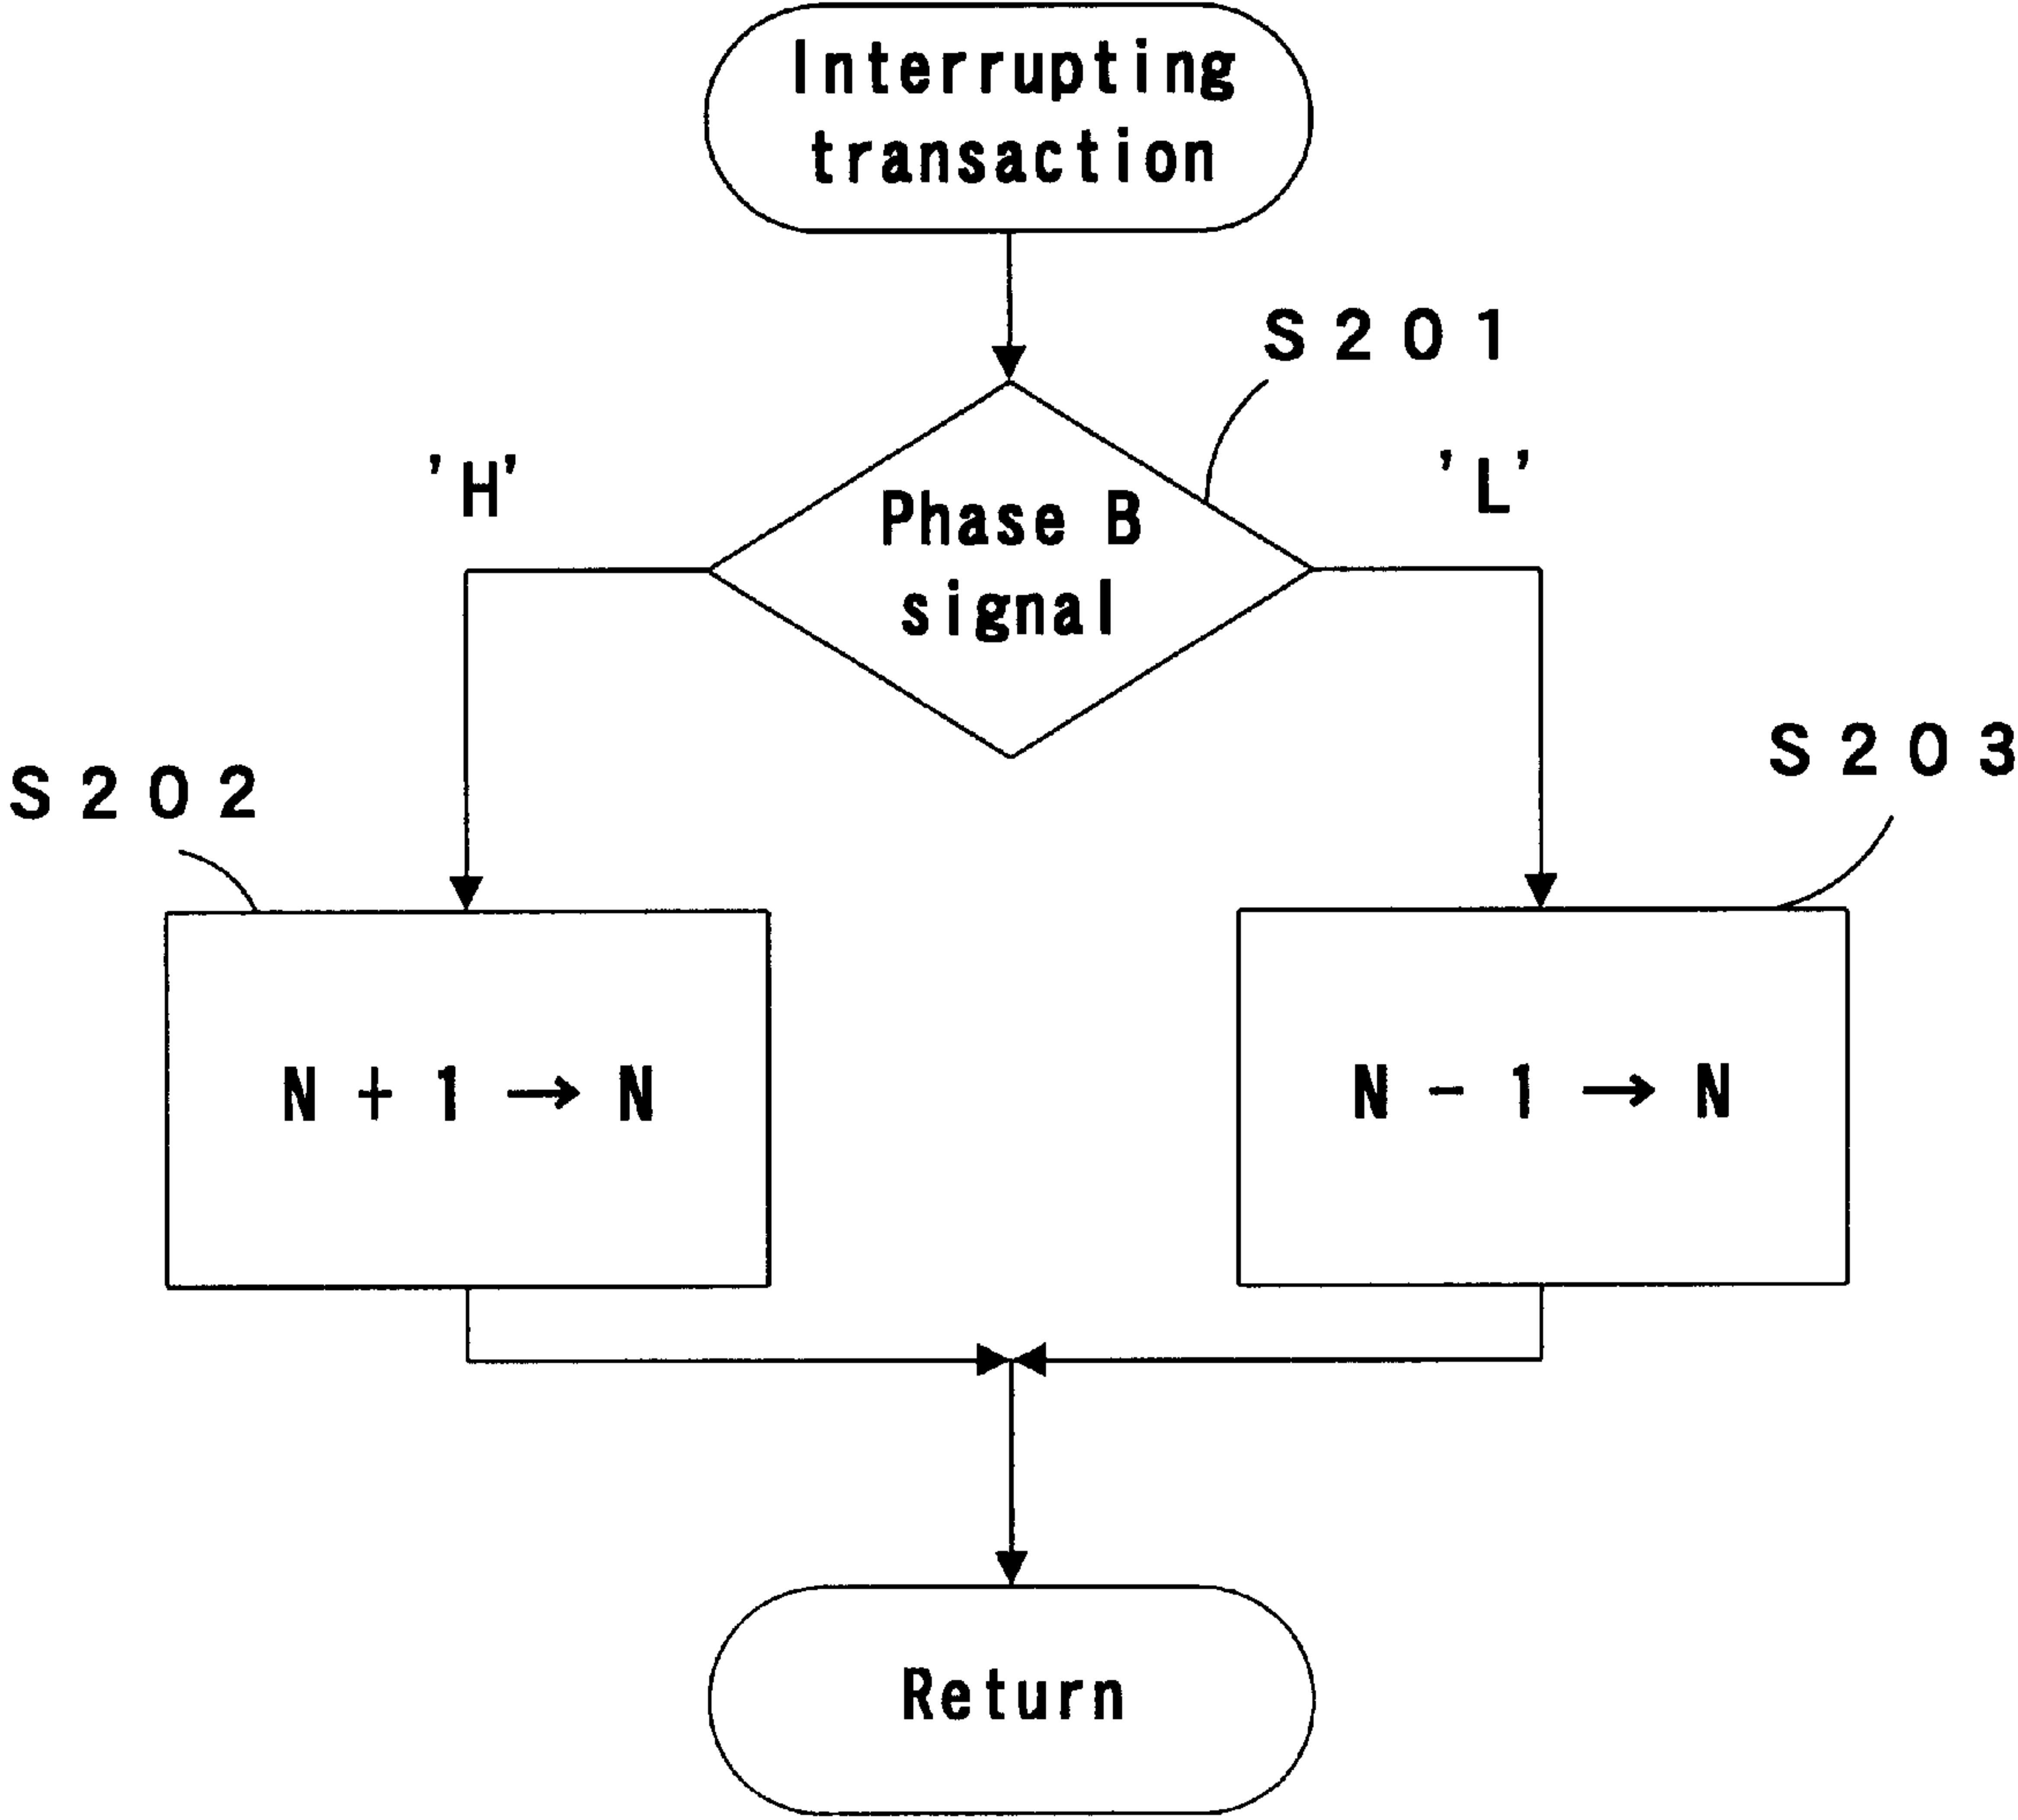 Interrupting
transaction
S201
'H'
'L'
Phase B
signal
S202
S203
N + 1 → N
N - 1 → N
Return